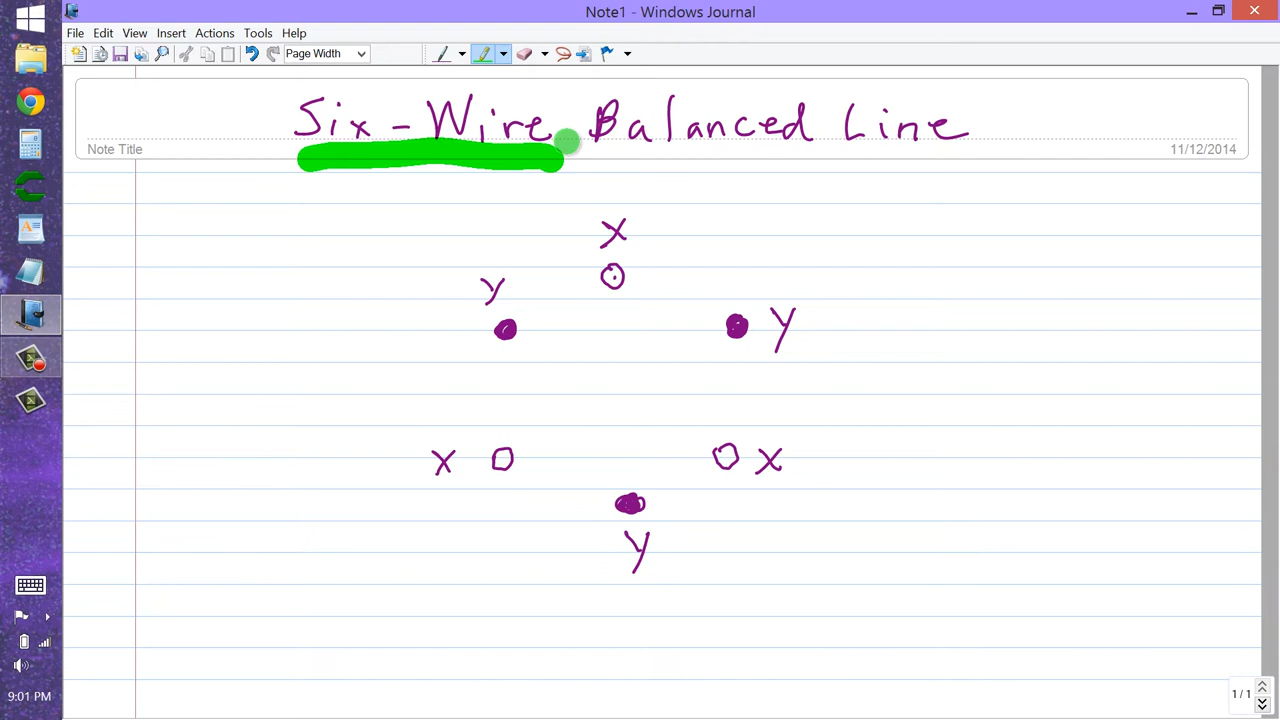 Note1 - Windows Journal
File Edit View Insert Actions Tools Help
Page Width
Six-Wire Balanced Line
Note Title
11/12/2014
X
Y
Y
X
X
Y
9:01 PM
1/1